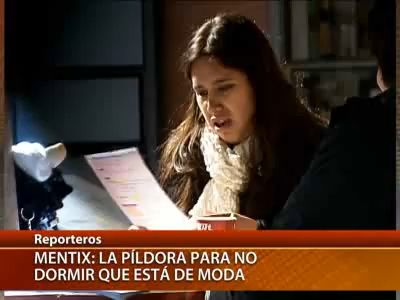 Reporteros
MENTIX: LA PÍLDORA PARA NO
DORMIR QUE ESTÁ DE MODA